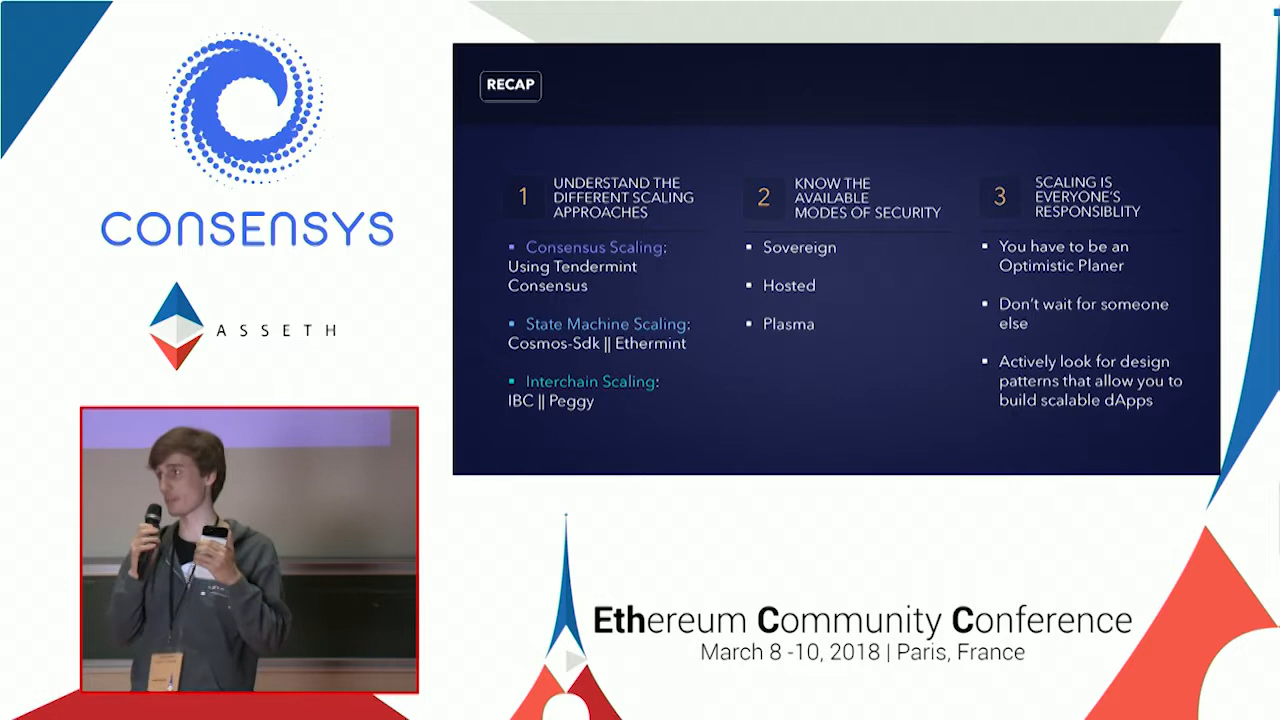 CONSENSYS
ASSETH
RECAP
1
UNDERSTAND THE
DIFFERENT SCALING
APPROACHES
▪ Consensus Scaling:
Using Tendermint
Consensus
▪ State Machine Scaling:
Cosmos-Sdk || Ethermint
▪ Interchain Scaling:
IBC || Peggy
2
KNOW THE
AVAILABLE
MODES OF SECURITY
▪ Sovereign
▪ Hosted
▪ Plasma
3
SCALING IS
EVERYONE'S
RESPONSIBLITY
▪ You have to be an
Optimistic Planer
▪ Don't wait for someone
else
▪ Actively look for design
patterns that allow you to
build scalable dApps
Ethereum Community Conference
March 8 -10, 2018 | Paris, France